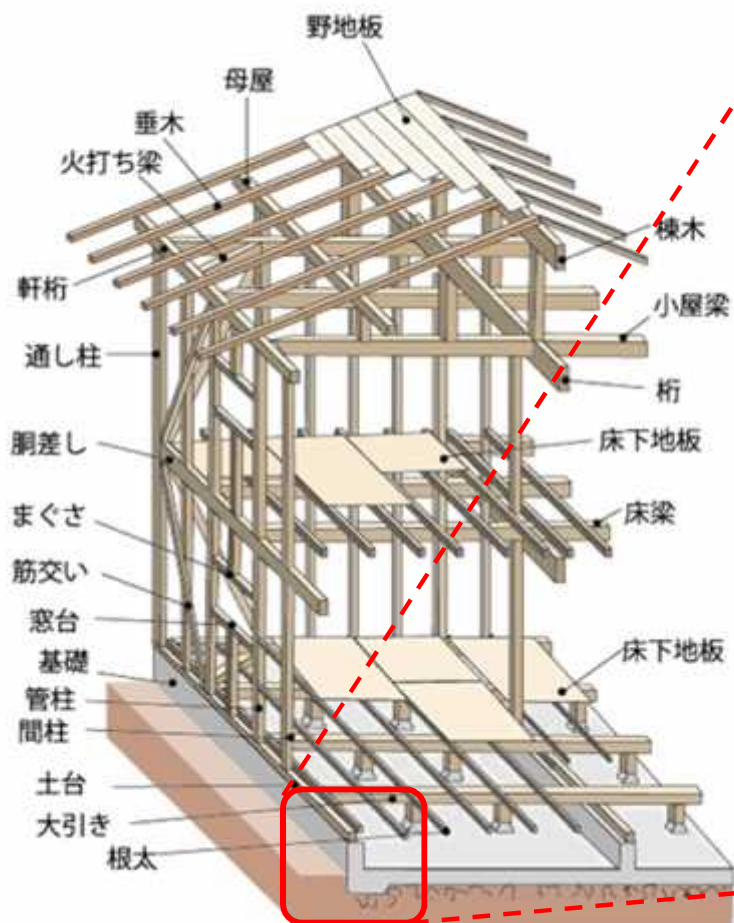 野地板
母屋
垂木
火打ち梁
棟木
軒桁
小屋梁
通し柱
桁
胴差し
床下地板
まぐさ
床梁
筋交い
窓台
床下地板
基礎
管柱
間柱
土台
大引き
根太